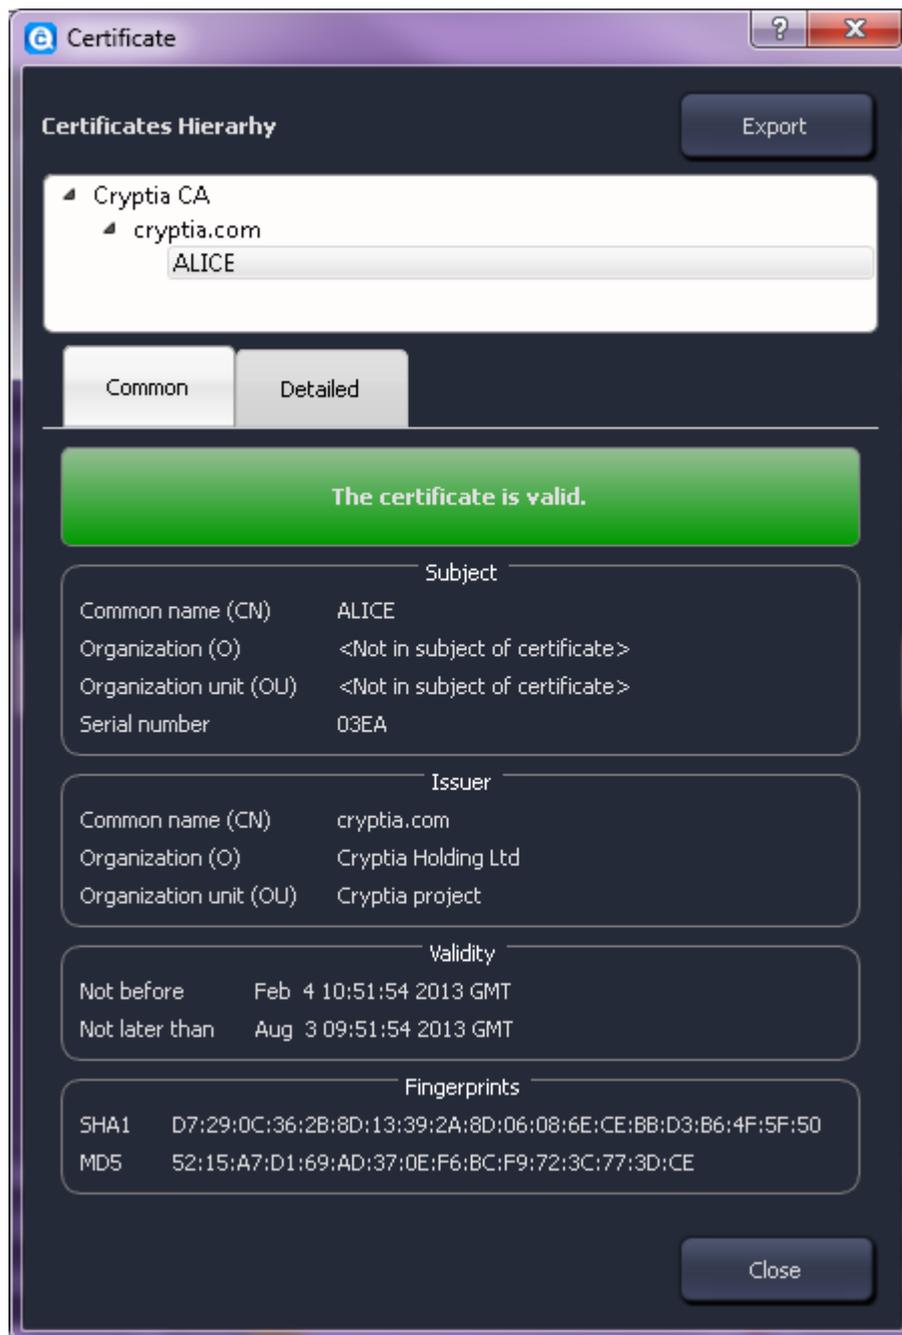 Certificate
Certificates Hierarhy
Export
Cryptia CA
cryptia.com
ALICE
Common Detailed
The certificate is valid.
Subject
Common name (CN) ALICE
Organization (O) <Not in subject of certificate>
Organization unit (OU) <Not in subject of certificate>
Serial number 03EA
Issuer
Common name (CN) cryptia.com
Organization (O) Cryptia Holding Ltd
Organization unit (OU) Cryptia project
Validity
Not before Feb 4 10:51:54 2013 GMT
Not later than Aug 3 09:51:54 2013 GMT
Fingerprints
SHA1 D7:29:0C:36:2B:8D:13:39:2A:8D:06:08:6E:CE:BB:D3:B6:4F:5F:50
MD5 52:15:A7:D1:69:AD:37:0E:F6:BC:F9:72:3C:77:3D:CE
Close